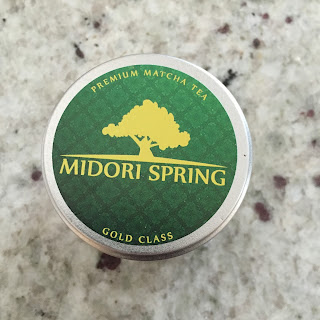 PREMIUM MATCHA TEA
MIDORI SPRING
GOLD CLASS